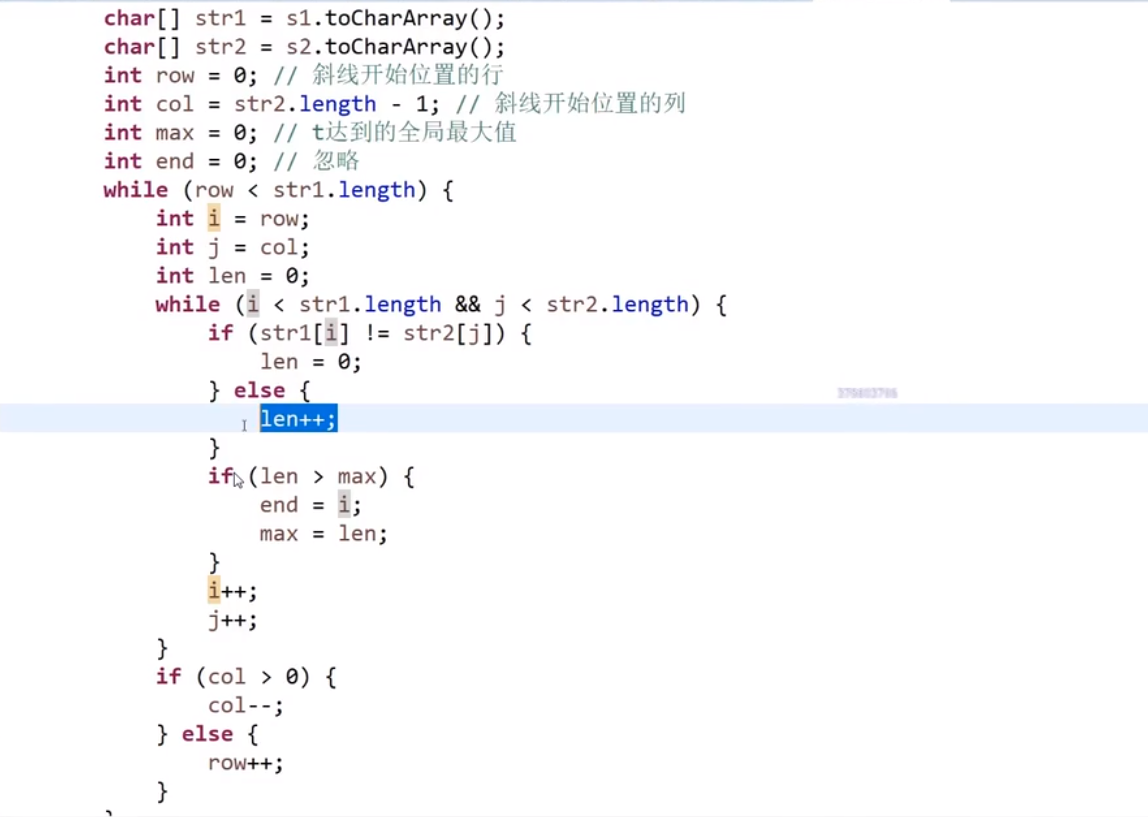 char[] str1 = s1.toCharArray();
char[] str2 = s2.toCharArray();
int row = 0; // 斜线开始位置的行
int col = str2.length - 1; // 斜线开始位置的列
int max = 0; // t达到的全局最大值
int end = 0; // 忽略
while (row < str1.length) {
int i = row;
int j = col;
int len = 0;
while (i < str1.length && j < str2.length) {
if (str1[i] != str2[j]) {
len = 0;
} else {
len++;
}
if (len > max) {
end = i;
max = len;
}
i++;
j++;
}
if (col > 0) {
col--;
} else {
row++;
}